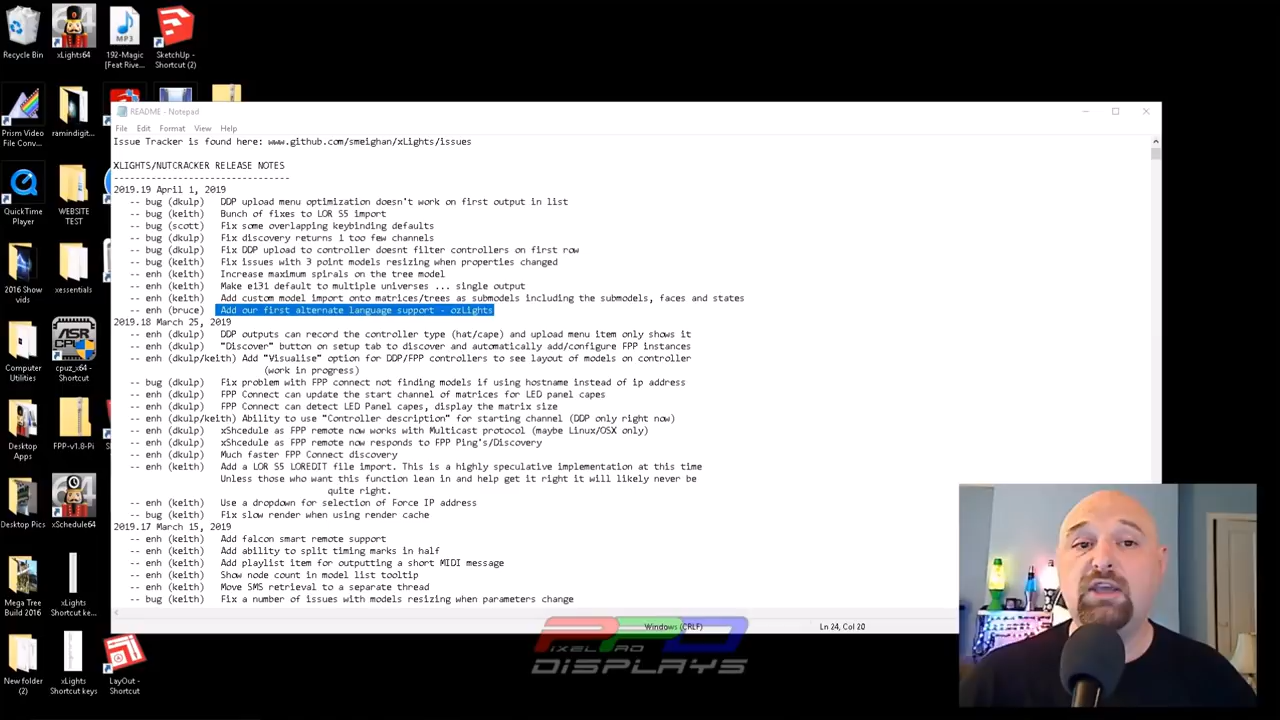 Recycle Bin
xLights64
192-Magic
[Feat Rive...
SketchUp -
Shortcut (2)
Prism Video
File Conv...
ramindigit...
QuickTime
Player
WEBSITE
TEST
2016 Show
vids
xessentials
Computer
Utilities
cpuz_x64 -
Shortcut
Desktop
Apps
FPP-v1.8-Pi
Desktop Pics
xSchedule64
Mega Tree
Build 2016
xLights
Shortcut ke...
New folder
(2)
xLights
Shortcut keys
LayOut -
Shortcut
README - Notepad
File Edit Format View Help
Issue Tracker is found here: www.github.com/smeighan/xLights/issues
XLIGHTS/NUTCRACKER RELEASE NOTES
---------------------------------
2019.19 April 1, 2019
-- bug (dkulp) DDP upload menu optimization doesn't work on first output in list
-- bug (keith) Bunch of fixes to LOR S5 import
-- bug (scott) Fix some overlapping keybinding defaults
-- bug (dkulp) Fix discovery returns 1 too few channels
-- bug (dkulp) Fix DDP upload to controller doesnt filter controllers on first row
-- bug (keith) Fix issues with 3 point models resizing when properties changed
-- enh (keith) Increase maximum spirals on the tree model
-- enh (keith) Make e131 default to multiple universes ... single output
-- enh (keith) Add custom model import onto matrices/trees as submodels including the submodels, faces and states
-- enh (bruce) Add our first alternate language support - ozLights
2019.18 March 25, 2019
-- enh (dkulp) DDP outputs can record the controller type (hat/cape) and upload menu item only shows it
-- enh (dkulp) "Discover" button on setup tab to discover and automatically add/configure FPP instances
-- enh (dkulp/keith) Add "Visualise" option for DDP/FPP controllers to see layout of models on controller
(work in progress)
-- bug (dkulp) Fix problem with FPP connect not finding models if using hostname instead of ip address
-- enh (dkulp) FPP Connect can update the start channel of matrices for LED panel capes
-- enh (dkulp) FPP Connect can detect LED Panel capes, display the matrix size
-- enh (dkulp/keith) Ability to use "Controller description" for starting channel (DDP only right now)
-- enh (dkulp) xShcedule as FPP remote now works with Multicast protocol (maybe Linux/OSX only)
-- enh (dkulp) xShcedule as FPP remote now responds to FPP Ping's/Discovery
-- enh (dkulp) Much faster FPP Connect discovery
-- enh (keith) Add a LOR S5 LOREDIT file import. This is a highly speculative implementation at this time
Unless those who want this function lean in and help get it right it will likely never be
quite right.
-- enh (keith) Use a dropdown for selection of Force IP address
-- bug (keith) Fix slow render when using render cache
2019.17 March 15, 2019
-- enh (keith) Add falcon smart remote support
-- enh (keith) Add ability to split timing marks in half
-- enh (keith) Add playlist item for outputting a short MIDI message
-- enh (keith) Show node count in model list tooltip
-- enh (keith) Move SMS retrieval to a separate thread
-- bug (keith) Fix a number of issues with models resizing when parameters change
Windows (CRLF) Ln 24, Col 20
PPD
PIXEL PRO
DISPLAYS